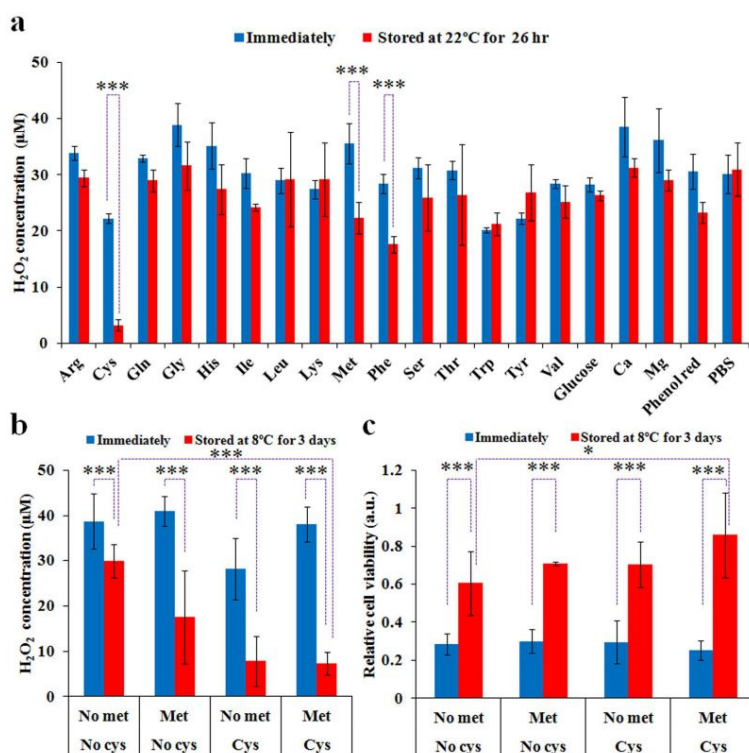 a
Immediately Stored at 22°C for 26 hr
H₂O₂ concentration (μM)
50
40
30
20
10
0
*** *** ***
Arg Cys Gln Gly His Ile Leu Lys Met Phe Ser Thr Trp Tyr Val Glucose Ca Mg Phenol red PBS
b
Immediately Stored at 8°C for 3 days
H₂O₂ concentration (μM)
50
40
30
20
10
0
***
*** *** *** ***
No met Met No met Met
No cys No cys Cys Cys
c
Immediately Stored at 8°C for 3 days
Relative cell viability (a.u.)
1.2
1
0.8
0.6
0.4
0.2
0
*
*** *** *** ***
No met Met No met Met
No cys No cys Cys Cys